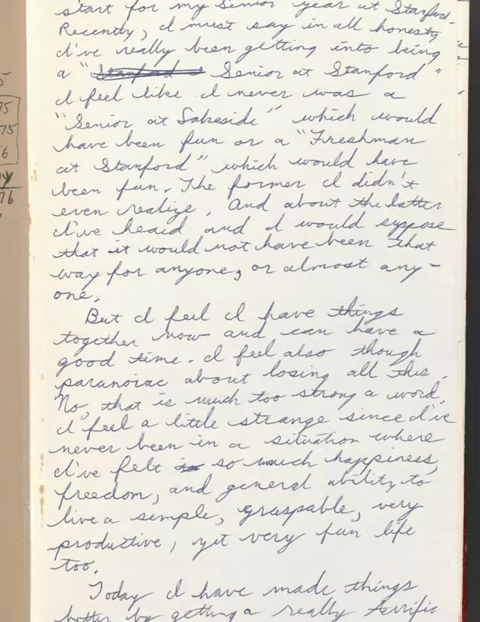 start for my Senior year at Stanford.
Recently, I must say in all honesty
I've really been getting into being
a "Stanford Senior at Stanford"
I feel like I never was a
"Senior at Lakeside" which would
have been fun or a "Freshman
at Stanford" which would have
been fun. The former I didn't
even realize. And about the latter
I've heard and I would suppose
that it would not have been that
way for anyone, or almost any-
one.
But I feel I have things
together now and can have a
good time. I feel also though
paranoiac about losing all this.
No, that is much too strong a word,
I feel a little strange since I've
never been in a situation where
I've felt so much happiness,
freedom, and general ability to
live a simple, graspable, very
productive, yet very fun life
too.
Today I have made things
better by getting a really terrific
5
95
75
6
76